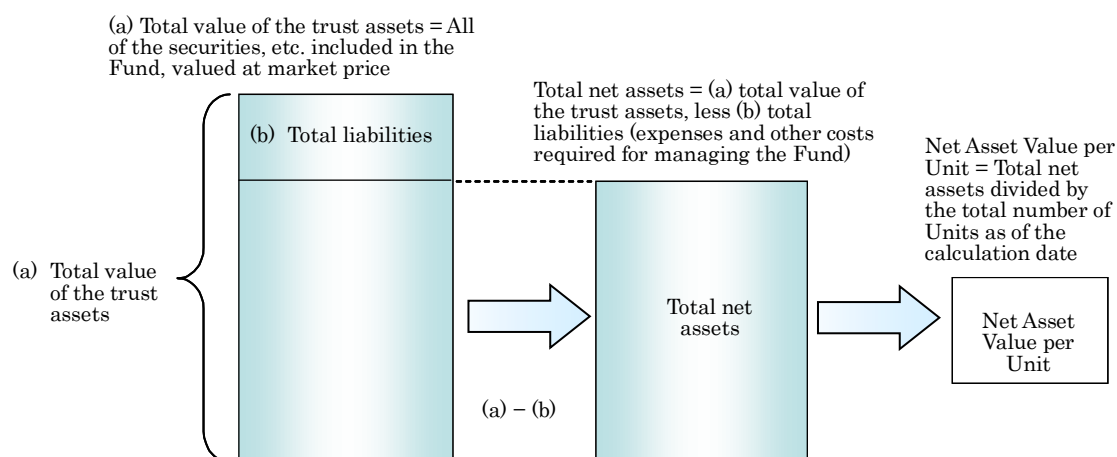 (a) Total value of the trust assets = All
of the securities, etc. included in the
Fund, valued at market price
Total net assets = (a) total value of
the trust assets, less (b) total
liabilities (expenses and other costs
required for managing the Fund)
(b) Total liabilities
Net Asset Value per
Unit = Total net
assets divided by
the total number of
Units as of the
calculation date
(a) Total value
of the trust
assets
Total net
assets
Net Asset
Value per
Unit
(a) – (b)